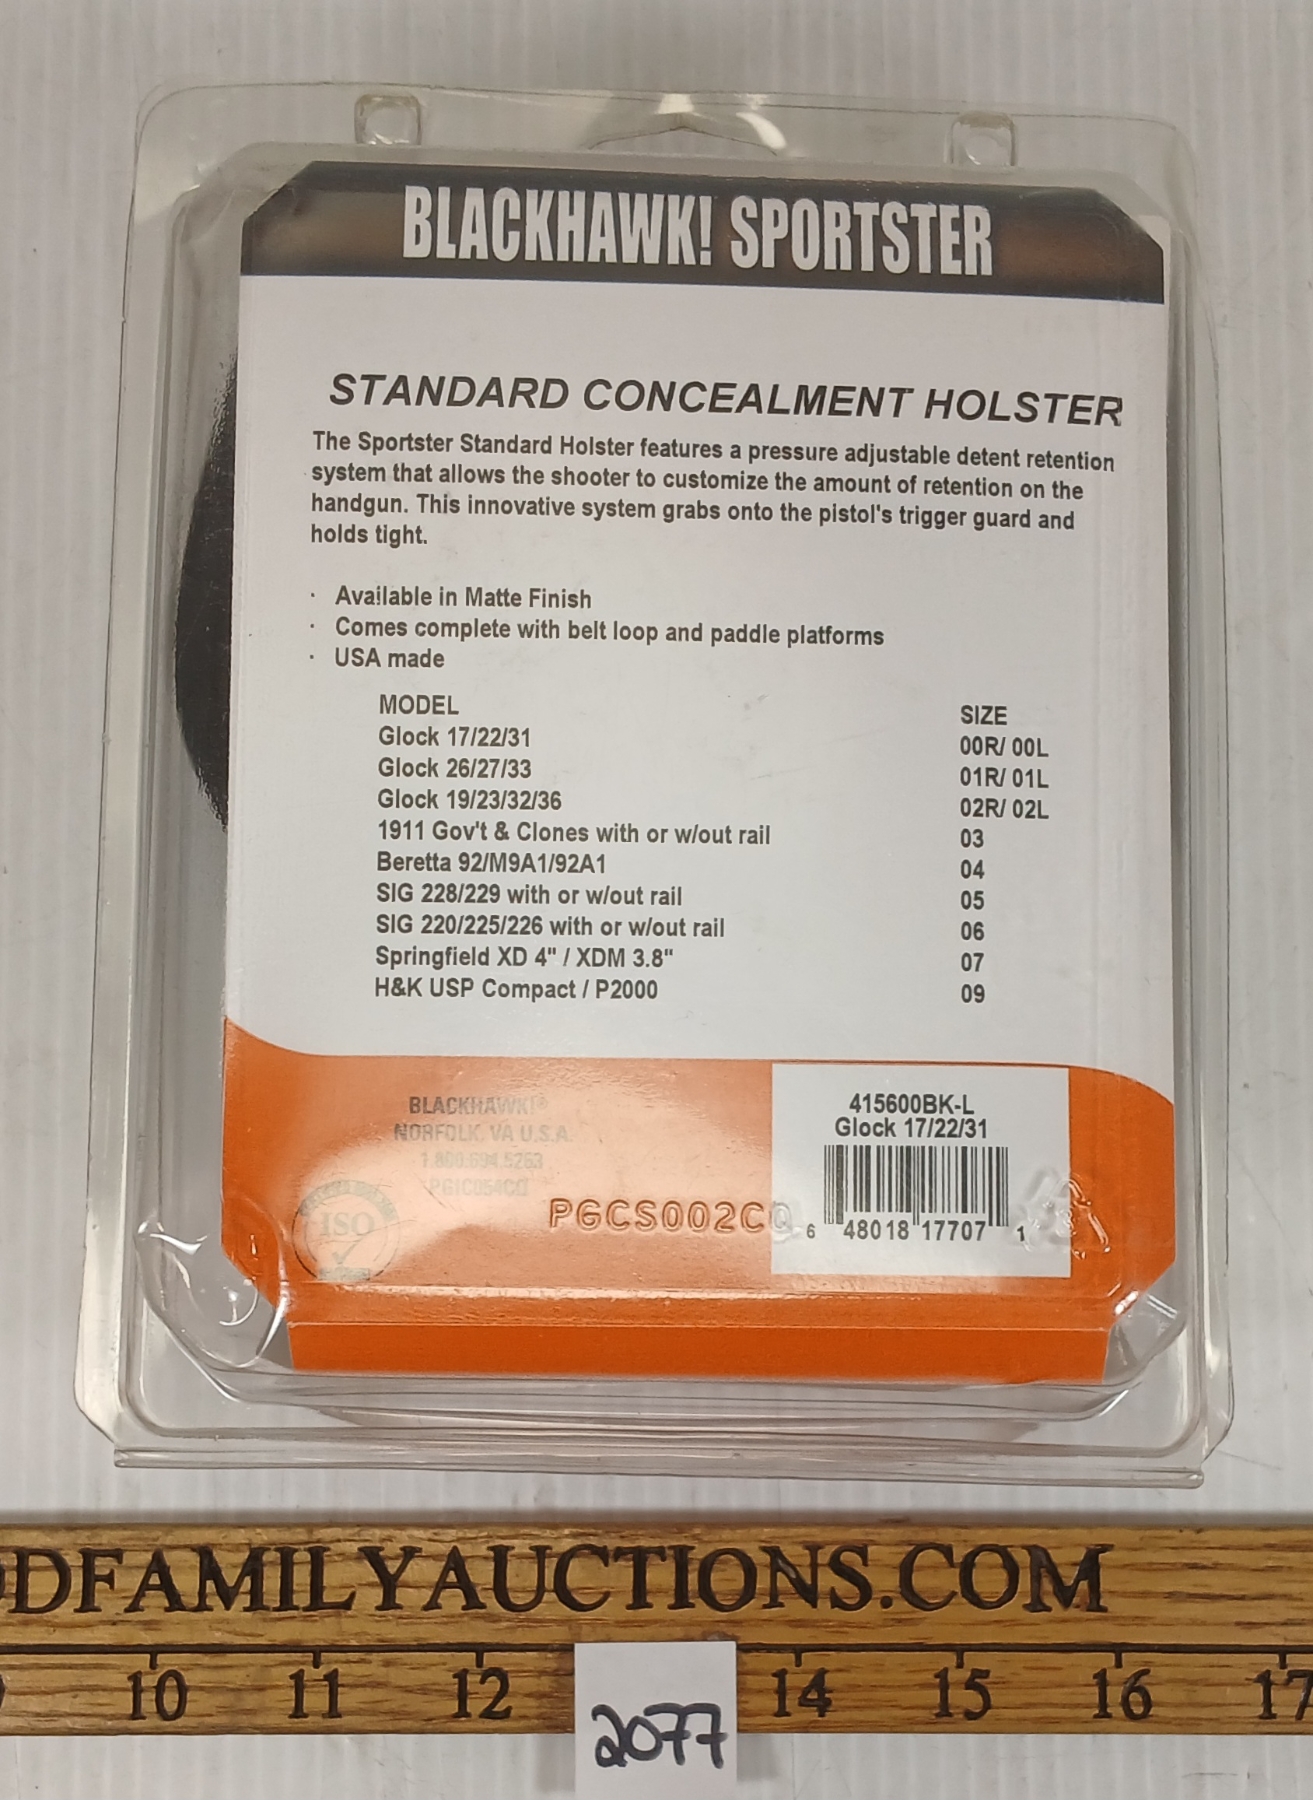 BLACKHAWK! SPORTSTER
STANDARD CONCEALMENT HOLSTER
The Sportster Standard Holster features a pressure adjustable detent retention
system that allows the shooter to customize the amount of retention on the
handgun. This innovative system grabs onto the pistol's trigger guard and
holds tight.
· Available in Matte Finish
· Comes complete with belt loop and paddle platforms
· USA made
MODEL SIZE
Glock 17/22/31 00R/ 00L
Glock 26/27/33 01R/ 01L
Glock 19/23/32/36 02R/ 02L
1911 Gov't & Clones with or w/out rail 03
Beretta 92/M9A1/92A1 04
SIG 228/229 with or w/out rail 05
SIG 220/225/226 with or w/out rail 06
Springfield XD 4" / XDM 3.8" 07
H&K USP Compact / P2000 09
BLACKHAWK!®
NORFOLK, VA U.S.A.
1.800.694.5263
PGIC054CQ
ISO
PGCS002CQ
415600BK-L
Glock 17/22/31
6 48018 17707 1
DFAMILYAUCTIONS.COM
10 11 12 14 15 16 17
2077